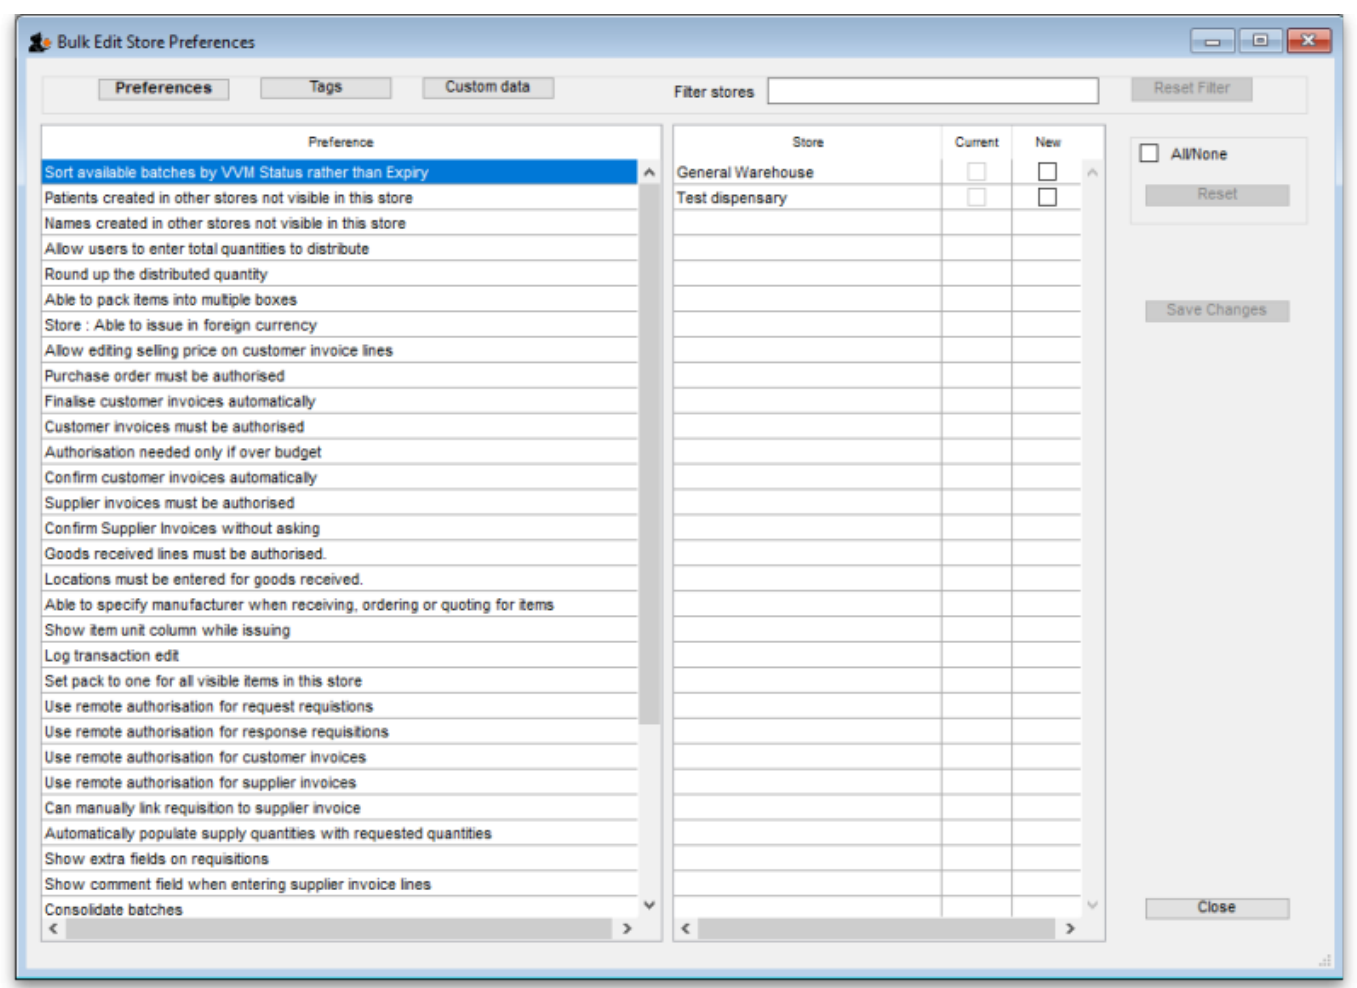 Bulk Edit Store Preferences
Preferences Tags Custom data Filter stores Reset Filter
Preference
Sort available batches by VVM Status rather than Expiry
Patients created in other stores not visible in this store
Names created in other stores not visible in this store
Allow users to enter total quantities to distribute
Round up the distributed quantity
Able to pack items into multiple boxes
Store : Able to issue in foreign currency
Allow editing selling price on customer invoice lines
Purchase order must be authorised
Finalise customer invoices automatically
Customer invoices must be authorised
Authorisation needed only if over budget
Confirm customer invoices automatically
Supplier invoices must be authorised
Confirm Supplier Invoices without asking
Goods received lines must be authorised.
Locations must be entered for goods received.
Able to specify manufacturer when receiving, ordering or quoting for items
Show item unit column while issuing
Log transaction edit
Set pack to one for all visible items in this store
Use remote authorisation for request requistions
Use remote authorisation for response requisitions
Use remote authorisation for customer invoices
Use remote authorisation for supplier invoices
Can manually link requisition to supplier invoice
Automatically populate supply quantities with requested quantities
Show extra fields on requisitions
Show comment field when entering supplier invoice lines
Consolidate batches
Store Current New
General Warehouse
Test dispensary
All/None
Reset
Save Changes
Close